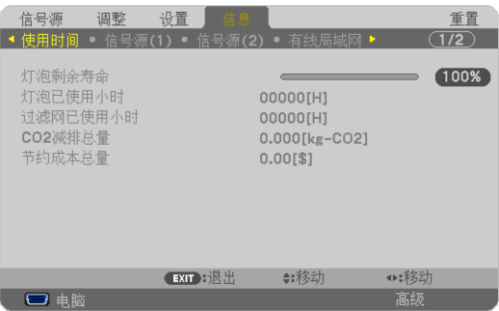 信号源 调整 设置 信息 重置
◀ 使用时间 • 信号源(1) • 信号源(2) • 有线局域网 ▶ 1/2
灯泡剩余寿命 100%
灯泡已使用小时 00000[H]
过滤网已使用小时 00000[H]
CO2减排总量 0.000[kg-CO2]
节约成本总量 0.00[$]
EXIT:退出 ♦:移动 ◀▶:移动
电脑 高级